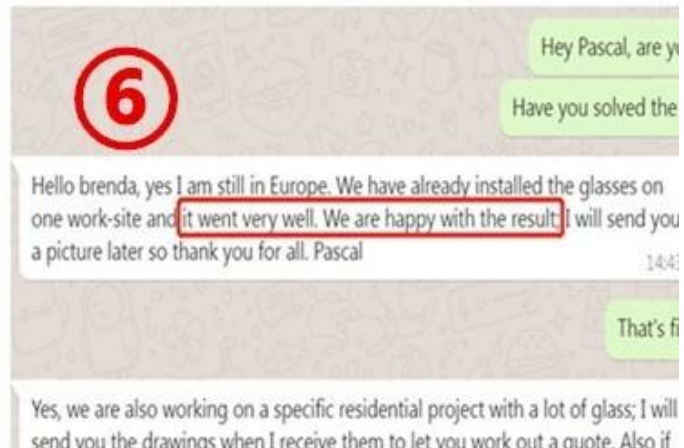 ⑥
Hey Pascal, are
Have you solved the
Hello brenda, yes I am still in Europe. We have already installed the glasses on
one work-site and it went very well. We are happy with the result; I will send you
a picture later so thank you for all. Pascal
14:43
That's
Yes, we are also working on a specific residential project with a lot of glass; I will
send you the drawings when I receive them to let you work out a quote. Also if